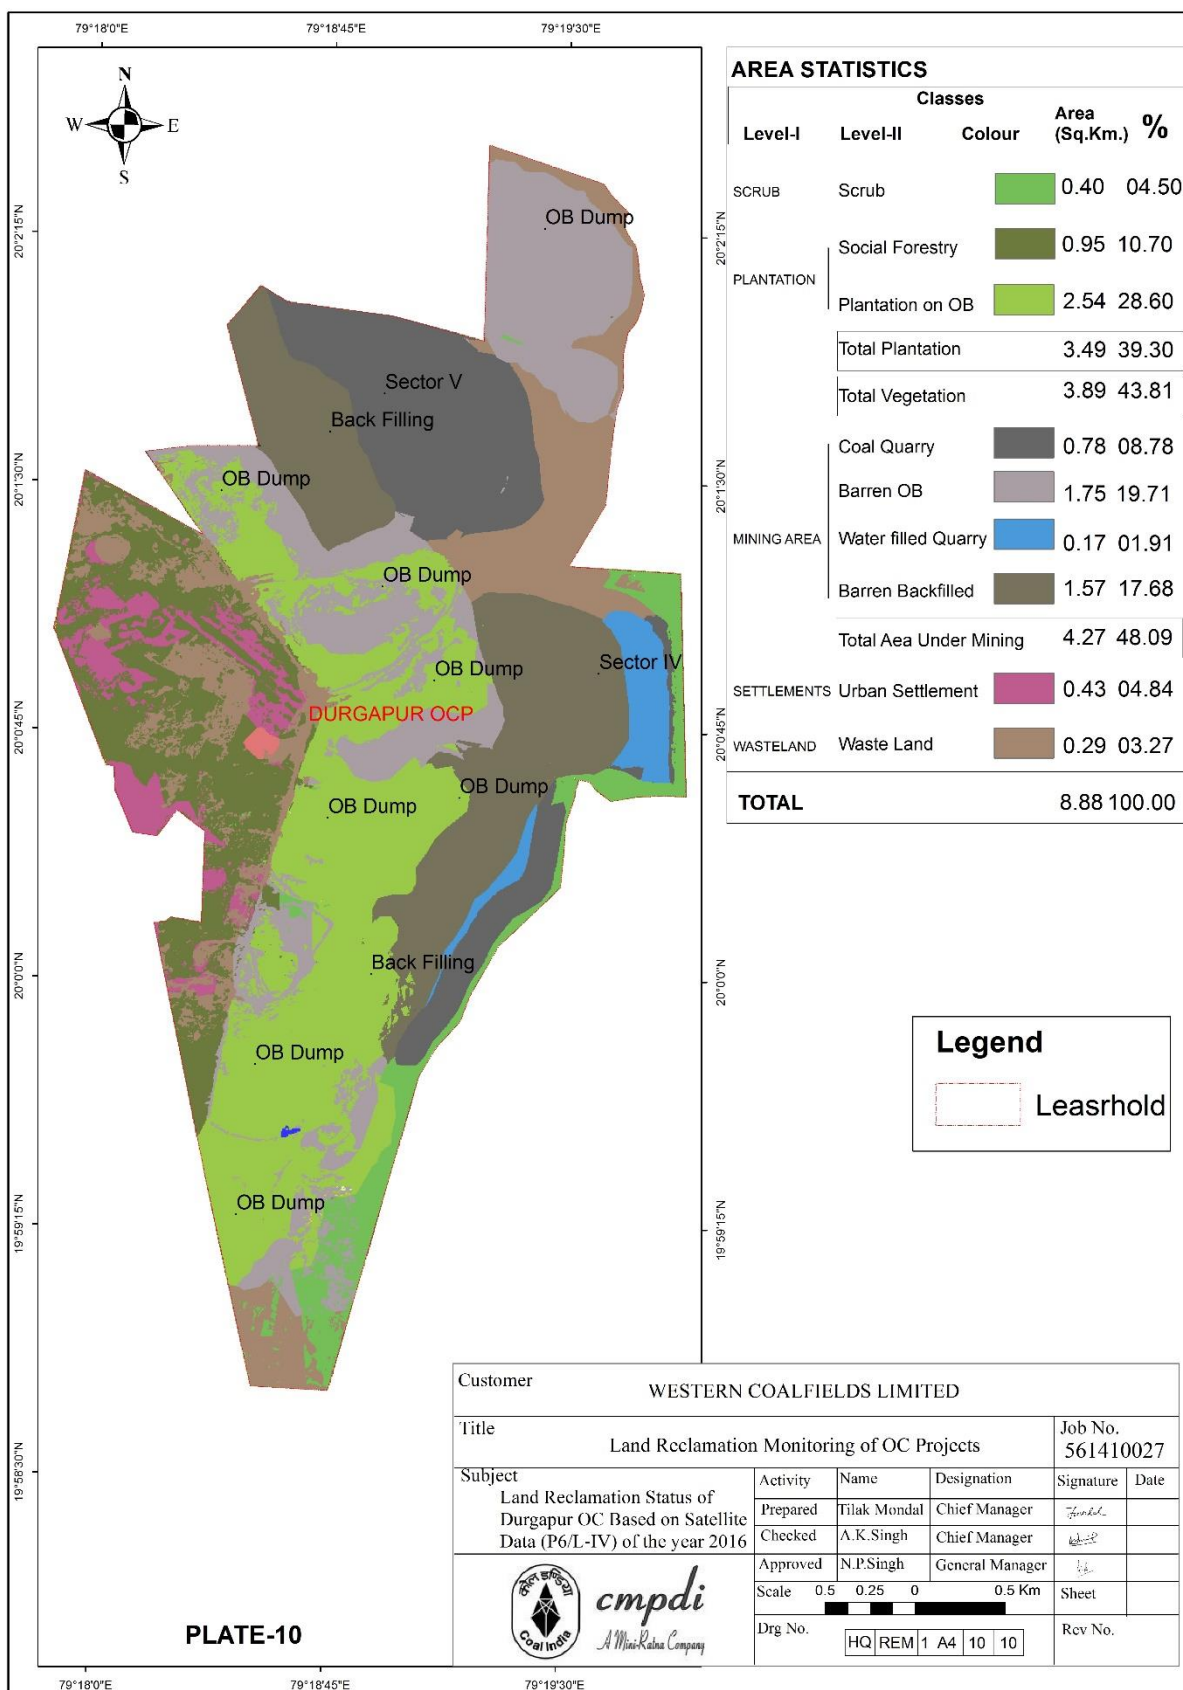 79°18'0"E
79°18'45"E
79°19'30"E
N
W
E
S
20°2'15"N
20°1'30"N
20°0'45"N
20°0'0"N
19°59'15"N
19°58'30"N
20°2'15"N
20°1'30"N
20°0'45"N
20°0'0"N
19°59'15"N
OB Dump
Sector V
Back Filling
OB Dump
OB Dump
OB Dump
Sector IV
DURGAPUR OCP
OB Dump
OB Dump
Back Filling
OB Dump
OB Dump
PLATE-10
79°18'0"E
79°18'45"E
79°19'30"E
AREA STATISTICS
Classes
Level-I Level-II Colour Area (Sq.Km.) %
SCRUB Scrub 0.40 04.50
PLANTATION
Social Forestry 0.95 10.70
Plantation on OB 2.54 28.60
Total Plantation 3.49 39.30
Total Vegetation 3.89 43.81
MINING AREA
Coal Quarry 0.78 08.78
Barren OB 1.75 19.71
Water filled Quarry 0.17 01.91
Barren Backfilled 1.57 17.68
Total Aea Under Mining 4.27 48.09
SETTLEMENTS Urban Settlement 0.43 04.84
WASTELAND Waste Land 0.29 03.27
TOTAL 8.88 100.00
Legend
Leasrhold
Customer
WESTERN COALFIELDS LIMITED
Title
Land Reclamation Monitoring of OC Projects
Job No.
561410027
Subject
Land Reclamation Status of
Durgapur OC Based on Satellite
Data (P6/L-IV) of the year 2016
Activity Name Designation Signature Date
Prepared Tilak Mondal Chief Manager
Checked A.K.Singh Chief Manager
Approved N.P.Singh General Manager
Scale 0.5 0.25 0 0.5 Km Sheet
Drg No. HQ REM 1 A4 10 10 Rev No.
कोल इण्डिया
Coal India
cmpdi
A Mini-Ratna Company